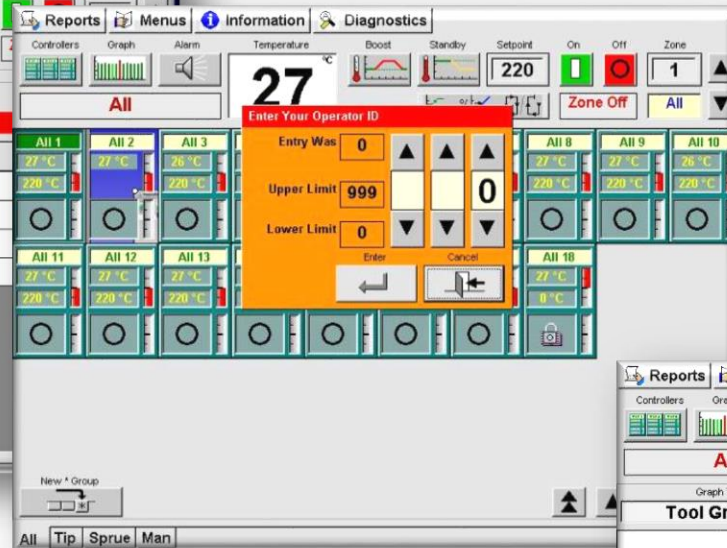 Reports Menus Information Diagnostics
Controllers Graph Alarm Temperature Boost Standby Setpoint On Off Zone
27 °C 220 1
All Zone Off All
Enter Your Operator ID
Entry Was 0
Upper Limit 999 0
Lower Limit 0
Enter Cancel
All 1 All 2 All 3 All 8 All 9 All 10
27 °C 27 °C 26 °C 27 °C 27 °C 26 °C
220 °C 220 °C 220 °C 220 °C 220 °C
All 11 All 12 All 13 All 18
27 °C 27 °C 27 °C 27 °C
220 °C 220 °C 220 °C 0 °C
New * Group
All Tip Sprue Man
Reports
Controllers
Graph